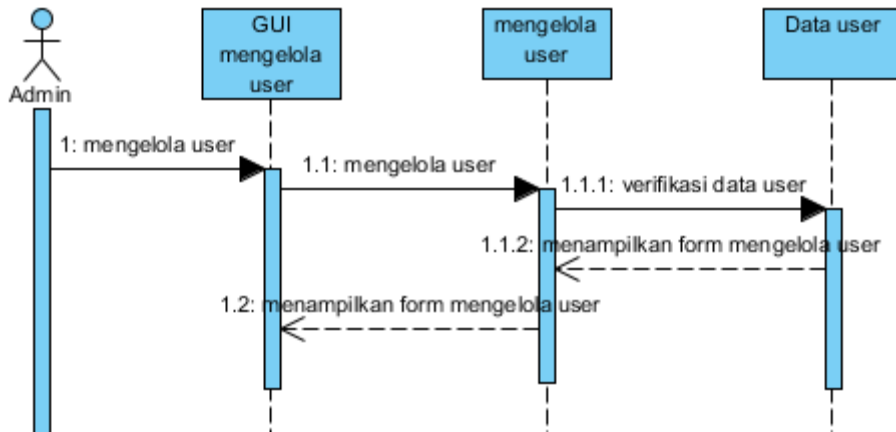 GUI
mengelola
user
mengelola
user
Data user
Admin
1: mengelola user
1.1: mengelola user
1.1.1: verifikasi data user
1.1.2: menampilkan form mengelola user
1.2: menampilkan form mengelola user